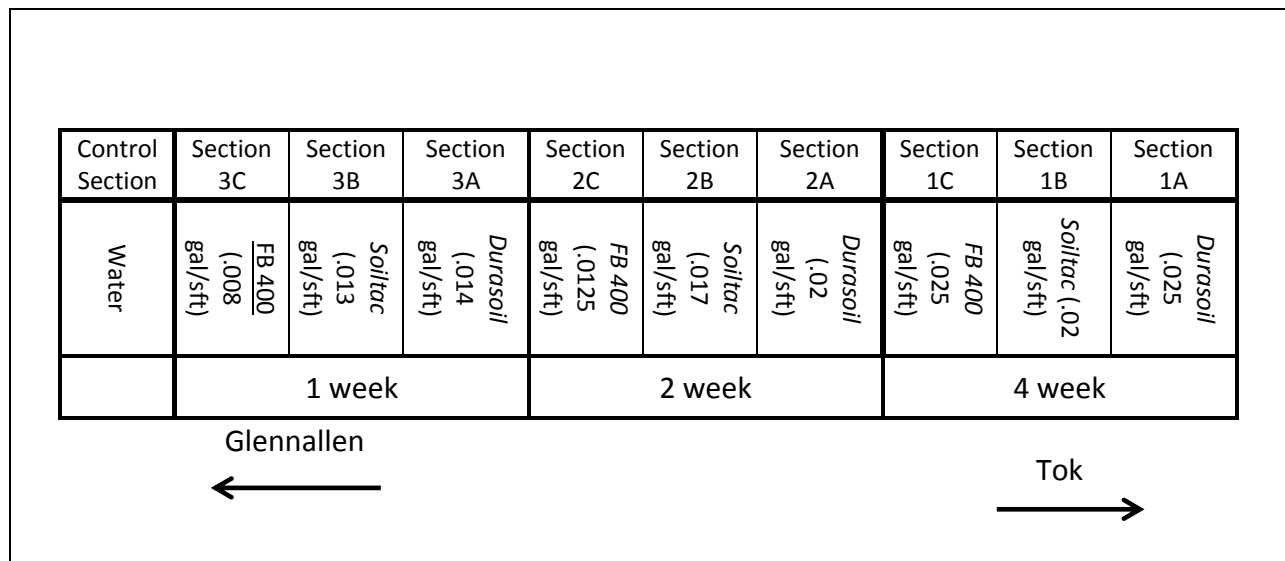 Control
Section
Section
3C
Section
3B
Section
3A
Section
2C
Section
2B
Section
2A
Section
1C
Section
1B
Section
1A
Water
FB 400
(.008
gal/sft)
Soiltac
(.013
gal/sft)
Durasoil
(.014
gal/sft)
FB 400
(.0125
gal/sft)
Soiltac
(.017
gal/sft)
Durasoil
(.02
gal/sft)
FB 400
(.025
gal/sft)
Soiltac (.02
gal/sft)
Durasoil
(.025
gal/sft)
1 week
2 week
4 week
Glennallen
Tok